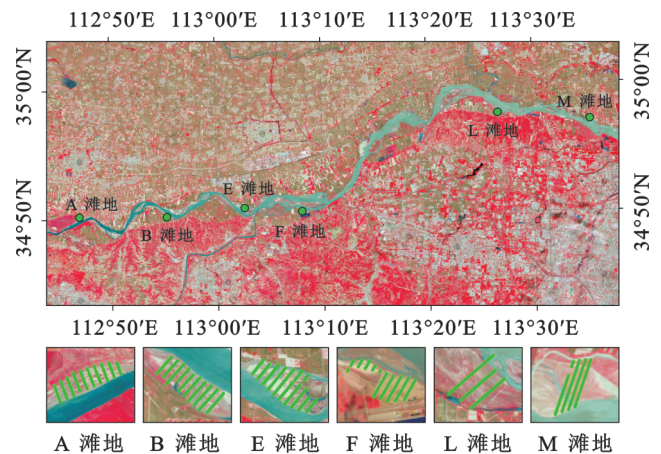 112°50′E 113°00′E 113°10′E 113°20′E 113°30′E
35°00′N
35°00′N
M 滩地
L 滩地
E 滩地
A 滩地
B 滩地
F 滩地
34°50′N
34°50′N
112°50′E 113°00′E 113°10′E 113°20′E 113°30′E
A 滩地 B 滩地 E 滩地 F 滩地 L 滩地 M 滩地